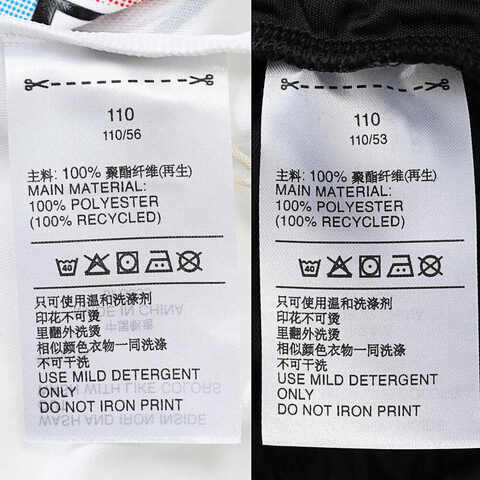 110
110/56
主料: 100% 聚酯纤维(再生)
MAIN MATERIAL:
100% POLYESTER
(100% RECYCLED)
40
只可使用温和洗涤剂
印花不可烫
里翻外洗烫
相似颜色衣物一同洗涤
不可干洗
USE MILD DETERGENT
ONLY
DO NOT IRON PRINT
110
110/53
主料: 100% 聚酯纤维(再生)
MAIN MATERIAL:
100% POLYESTER
(100% RECYCLED)
40
只可使用温和洗涤剂
印花不可烫
里翻外洗烫
相似颜色衣物一同洗涤
不可干洗
USE MILD DETERGENT
ONLY
DO NOT IRON PRINT